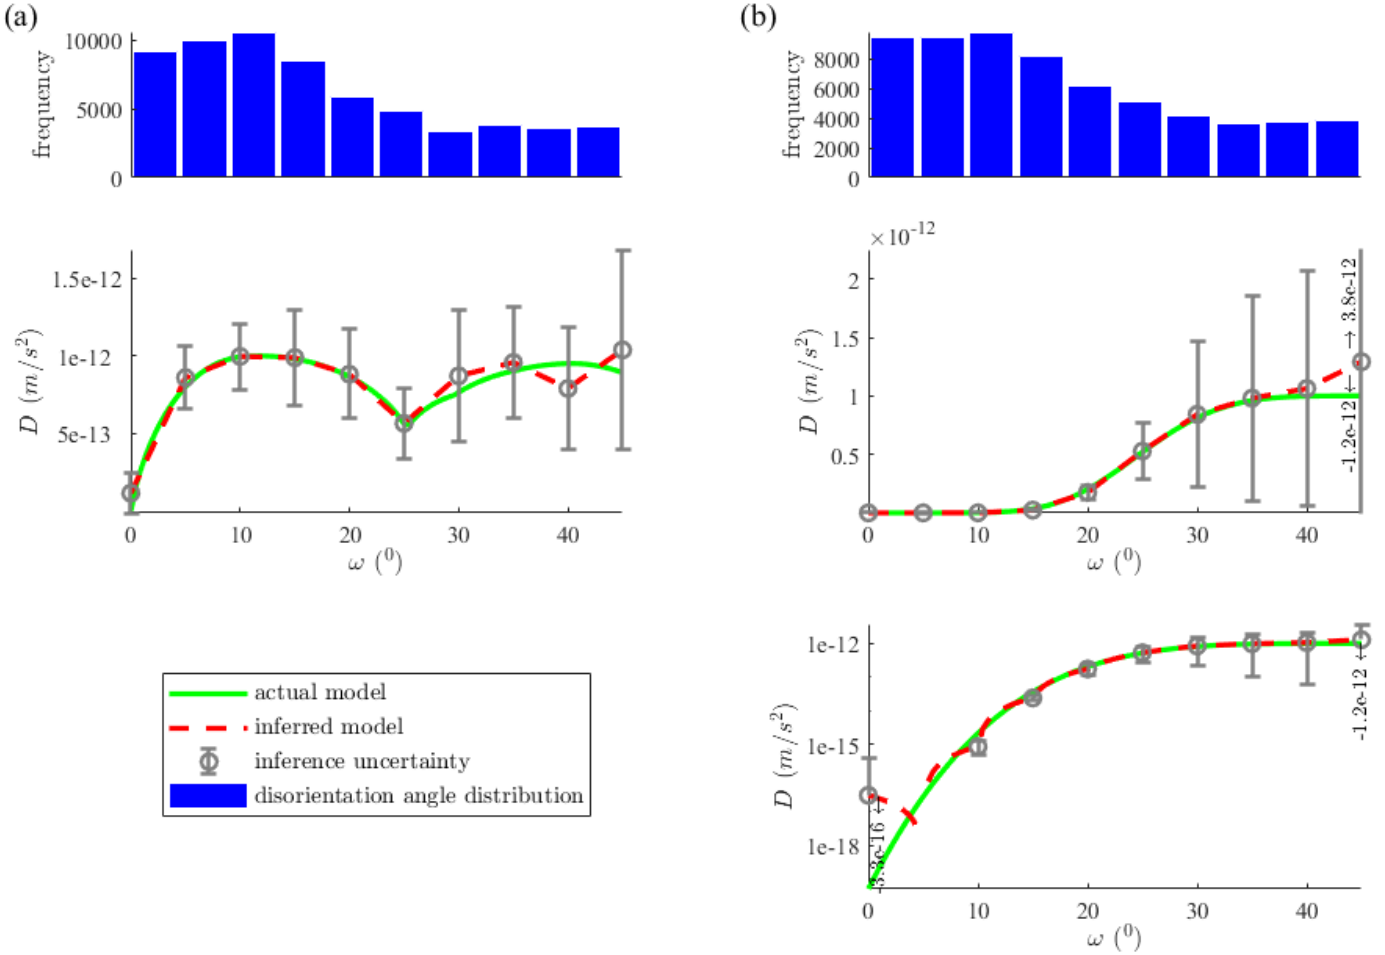 (a)
10000
5000
0
frequency
1.5e-12
1e-12
5e-13
D (m/s²)
0 10 20 30 40
ω (⁰)
actual model
inferred model
inference uncertainty
disorientation angle distribution
(b)
8000
6000
4000
2000
0
frequency
×10⁻¹²
2
1.5
1
0.5
D (m/s²)
-1.2e-12 ← → 3.8e-12
0 10 20 30 40
ω (⁰)
1e-12
1e-15
1e-18
D (m/s²)
3.3e-16 ←
-1.2e-12 ←
0 10 20 30 40
ω (⁰)